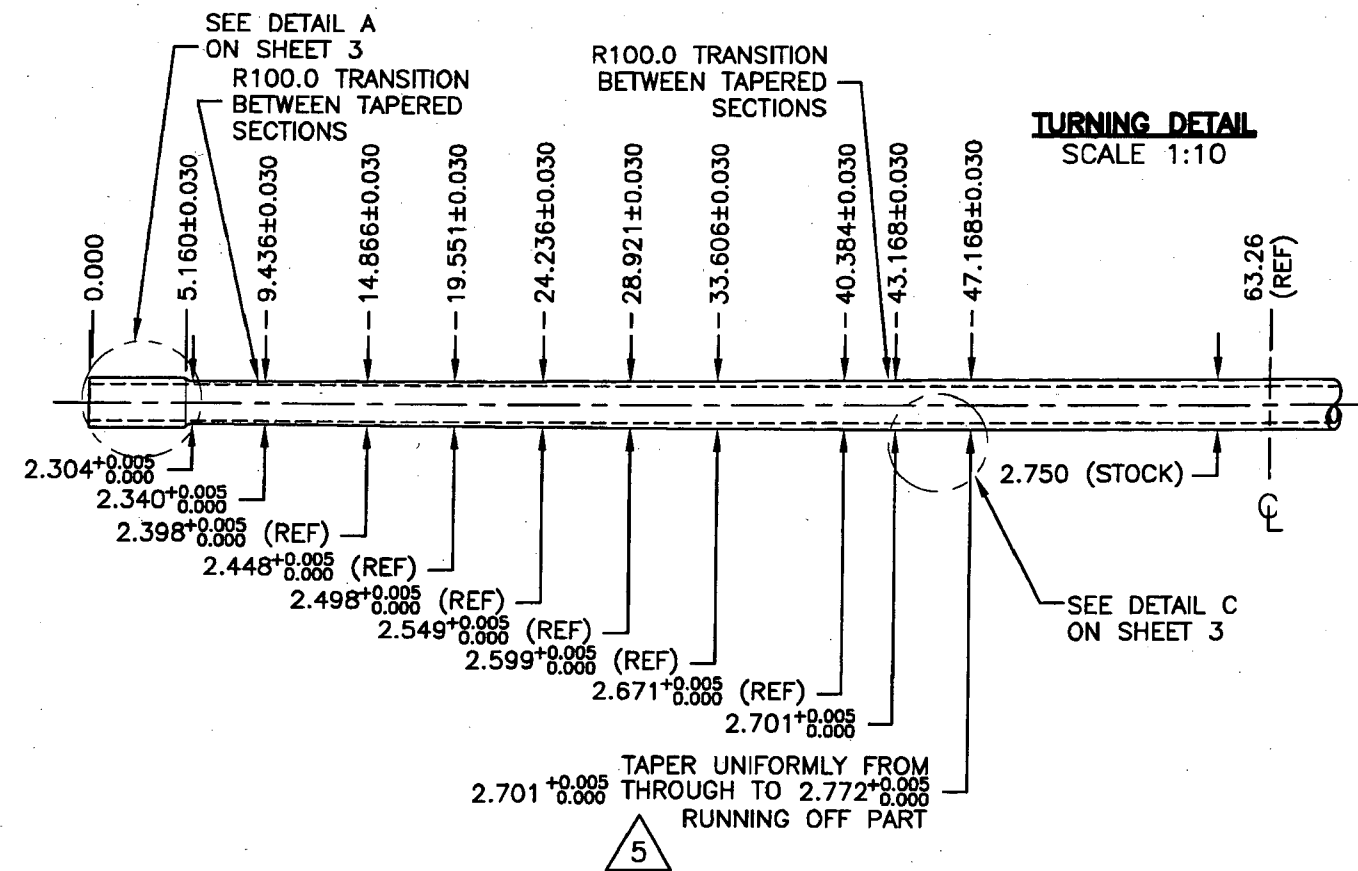 SEE DETAIL A
ON SHEET 3
R100.0 TRANSITION
BETWEEN TAPERED
SECTIONS
R100.0 TRANSITION
BETWEEN TAPERED
SECTIONS
TURNING DETAIL
SCALE 1:10
0.000
5.160±0.030
9.436±0.030
14.866±0.030
19.551±0.030
24.236±0.030
28.921±0.030
33.606±0.030
40.384±0.030
43.168±0.030
47.168±0.030
63.26
(REF)
2.304 +0.005 0.000
2.340 +0.005 0.000
2.398 +0.005 0.000 (REF)
2.448 +0.005 0.000 (REF)
2.498 +0.005 0.000 (REF)
2.549 +0.005 0.000 (REF)
2.599 +0.005 0.000 (REF)
2.671 +0.005 0.000 (REF)
2.701 +0.005 0.000
2.750 (STOCK)
℄
SEE DETAIL C
ON SHEET 3
TAPER UNIFORMLY FROM
2.701 +0.005 0.000 THROUGH TO 2.772 +0.005 0.000
RUNNING OFF PART
5